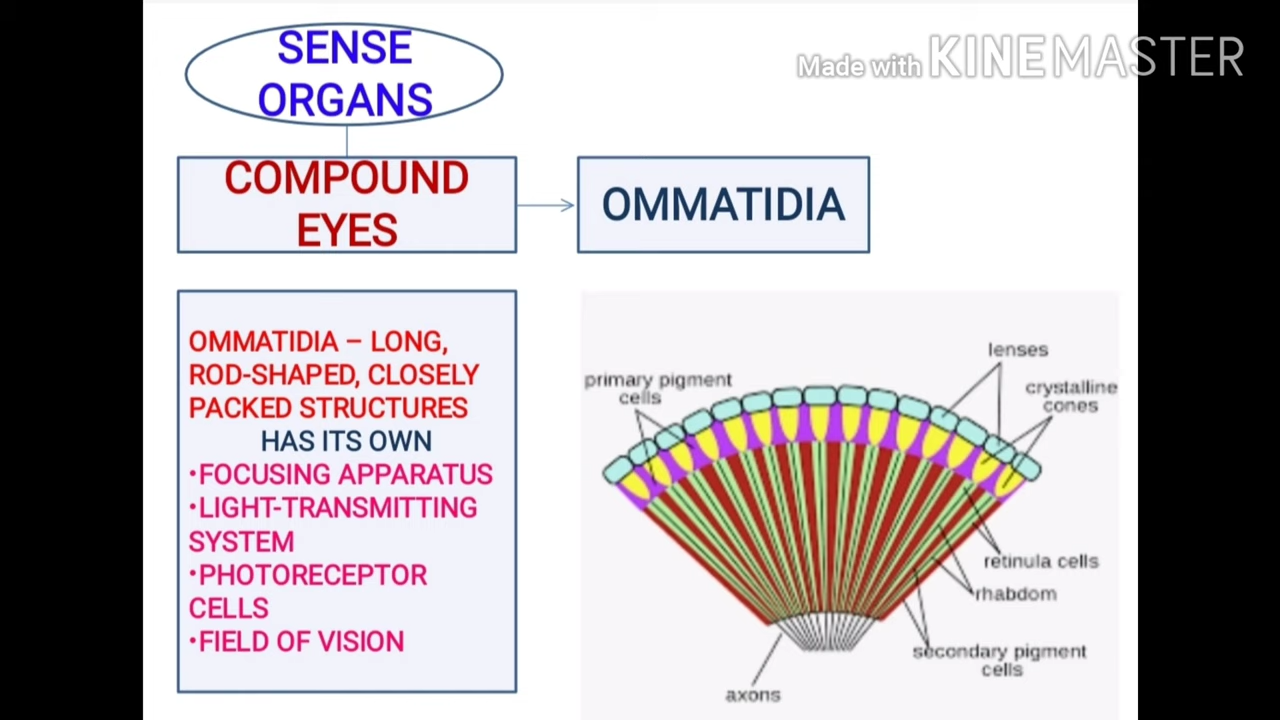 SENSE
ORGANS
Made with KINEMASTER
COMPOUND
EYES
OMMATIDIA
OMMATIDIA – LONG,
ROD-SHAPED, CLOSELY
PACKED STRUCTURES
HAS ITS OWN
•FOCUSING APPARATUS
•LIGHT-TRANSMITTING
SYSTEM
•PHOTORECEPTOR
CELLS
•FIELD OF VISION
lenses
primary pigment
cells
crystalline
cones
retinula cells
rhabdom
secondary pigment
cells
axons